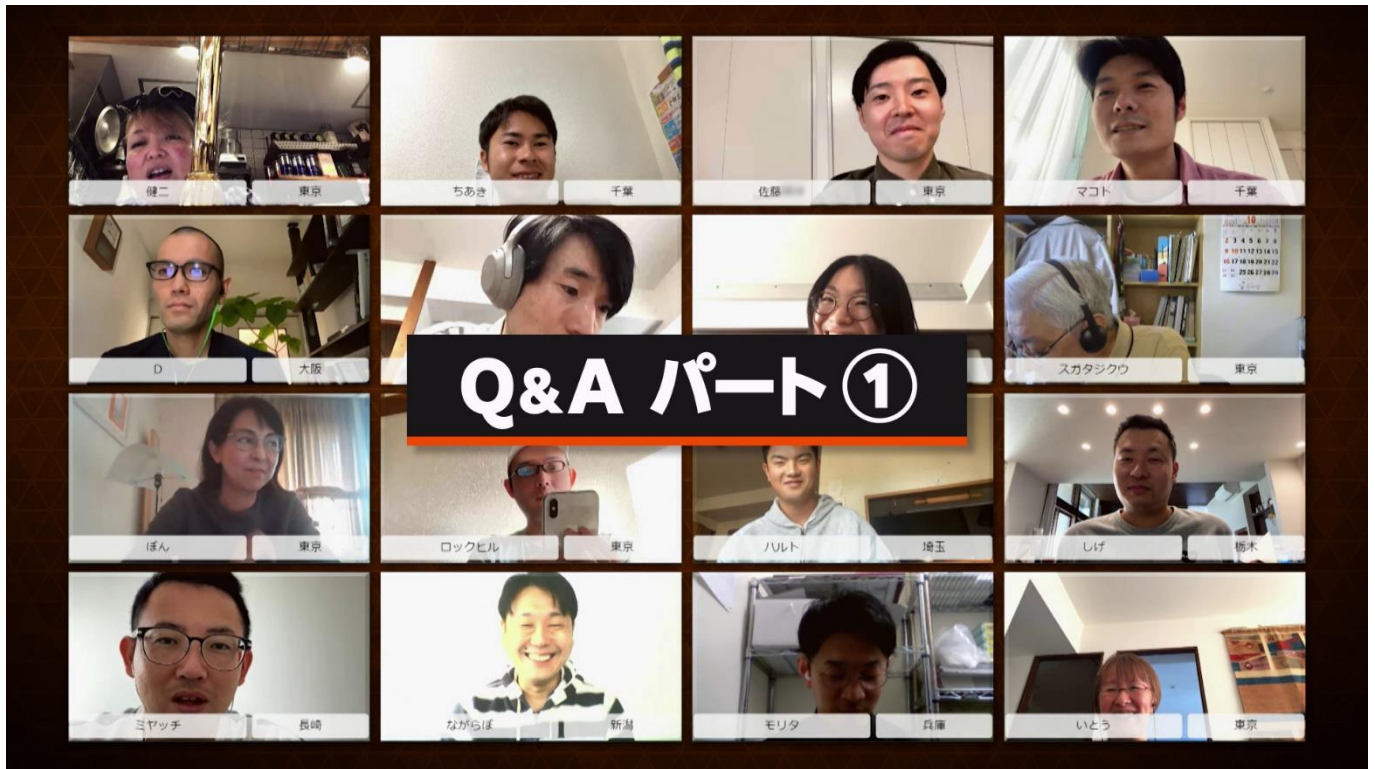 健二 東京
ちあき 千葉
佐藤 東京
マコト 千葉
D 大阪
スガタジクウ 東京
Q&A パート①
ぽん 東京
ロックヒル 東京
ハルト 埼玉
しげ 栃木
ミヤッチ 長崎
ながらぼ 新潟
モリタ 兵庫
いとう 東京